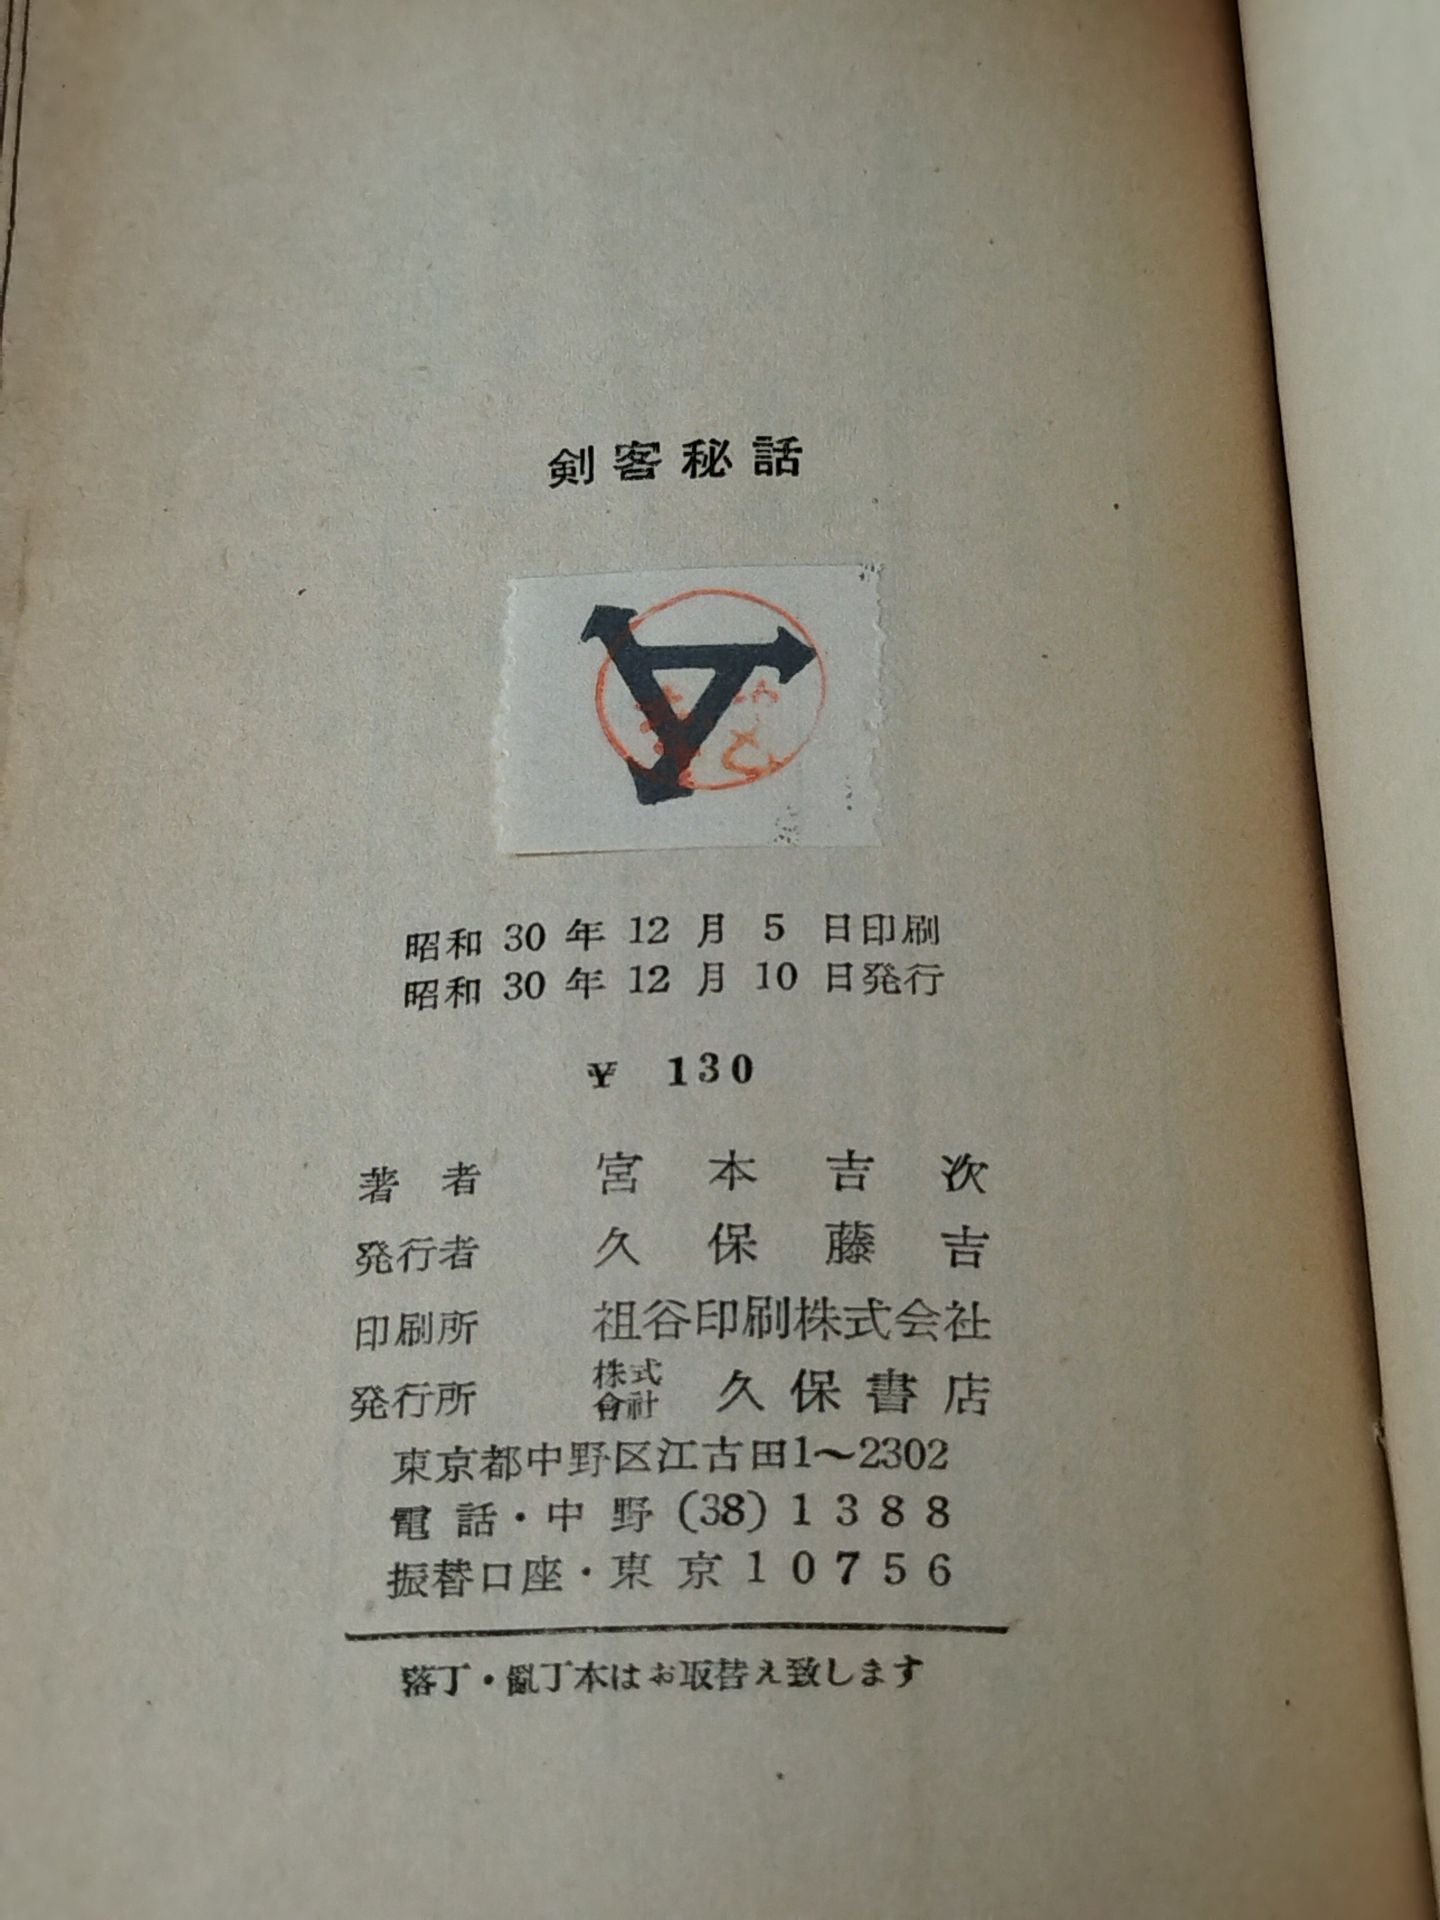 剣客秘話
昭和 30 年 12 月 5 日印刷
昭和 30 年 12 月 10 日発行
¥ 130
著者 宮本吉次
発行者 久保藤吉
印刷所 祖谷印刷株式会社
発行所 株式會社 久保書店
東京都中野区江古田1～2302
電話・中野 (38) 1388
振替口座・東京 10756
落丁・亂丁本はお取替え致します